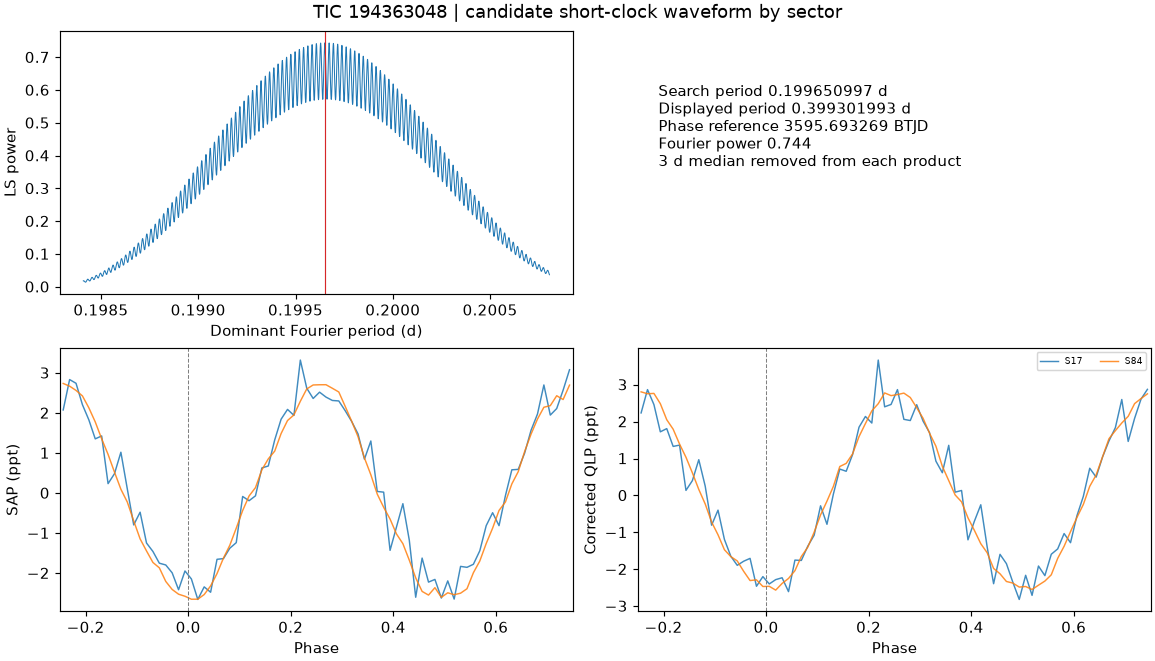 TIC 194363048 | candidate short-clock waveform by sector
LS power
0.7
0.6
0.5
0.4
0.3
0.2
0.1
0.0
0.1985
0.1990
0.1995
0.2000
0.2005
Dominant Fourier period (d)
Search period 0.199650997 d
Displayed period 0.399301993 d
Phase reference 3595.693269 BTJD
Fourier power 0.744
3 d median removed from each product
SAP (ppt)
3
2
1
0
−1
−2
−0.2
0.0
0.2
0.4
0.6
Phase
Corrected QLP (ppt)
3
2
1
0
−1
−2
−3
S17
S84
−0.2
0.0
0.2
0.4
0.6
Phase